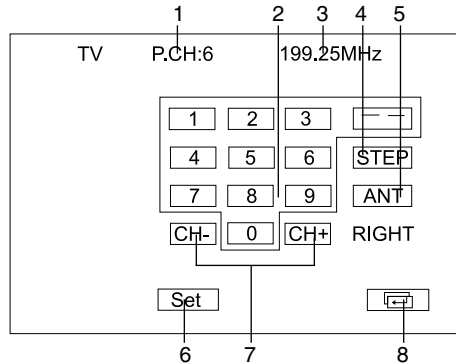 1 2 3 4 5
TV P.CH:6 199.25MHz
1 2 3 — —
4 5 6 STEP
7 8 9 ANT
CH- 0 CH+ RIGHT
Set
6 7 8